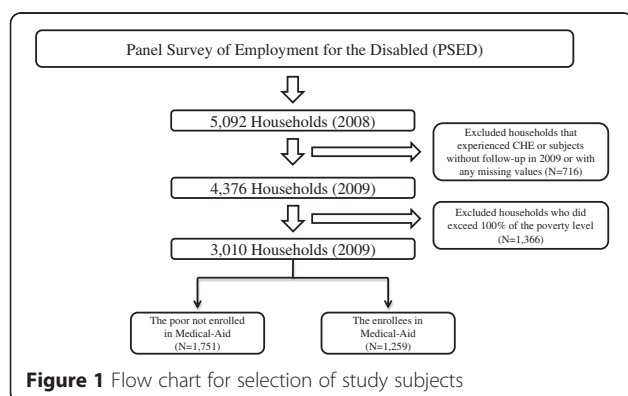 Panel Survey of Employment for the Disabled (PSED)
5,092 Households (2008)
Excluded households that
experienced CHE or subjects
without follow-up in 2009 or with
any missing values (N=716)
4,376 Households (2009)
Excluded households who did
exceed 100% of the poverty level
(N=1,366)
3,010 Households (2009)
The poor not enrolled
in Medical-Aid
(N=1,751)
The enrollees in
Medical-Aid
(N=1,259)
Figure 1 Flow chart for selection of study subjects